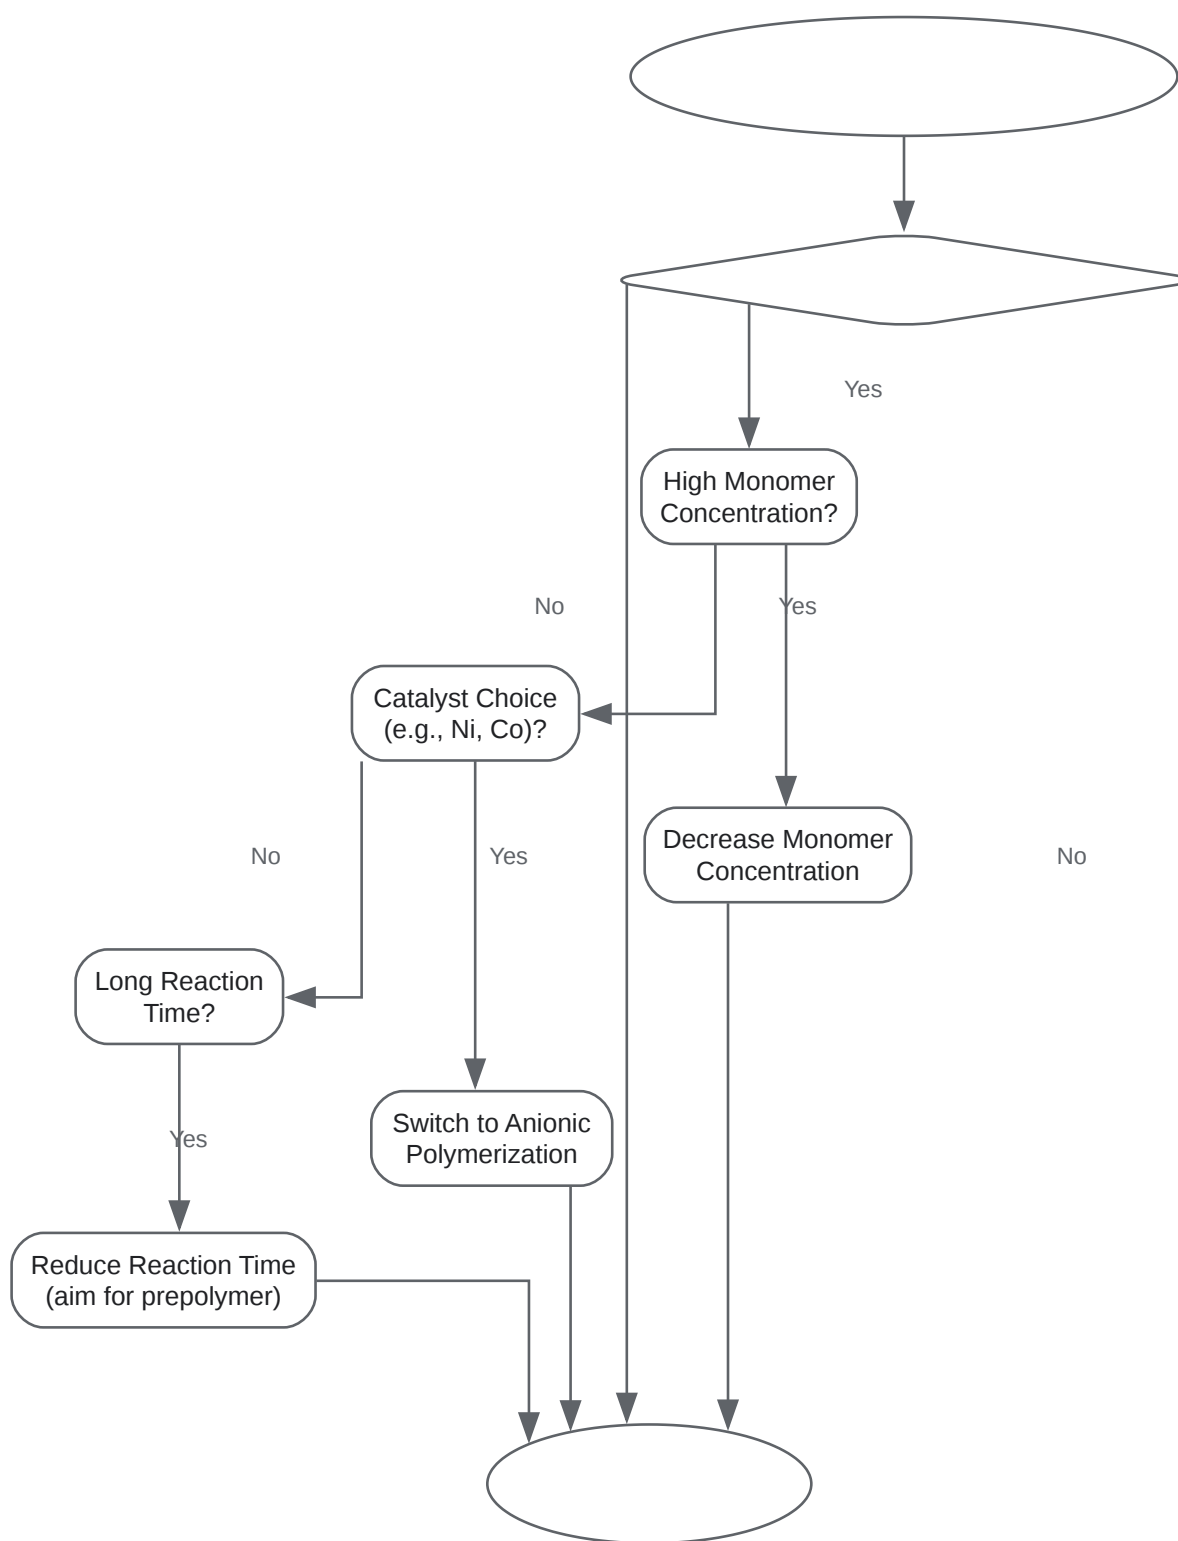 Yes
High Monomer
Concentration?
No
Yes
Catalyst Choice
(e.g., Ni, Co)?
Decrease Monomer
Concentration
No
Yes
No
Long Reaction
Time?
Switch to Anionic
Polymerization
Yes
Reduce Reaction Time
(aim for prepolymer)